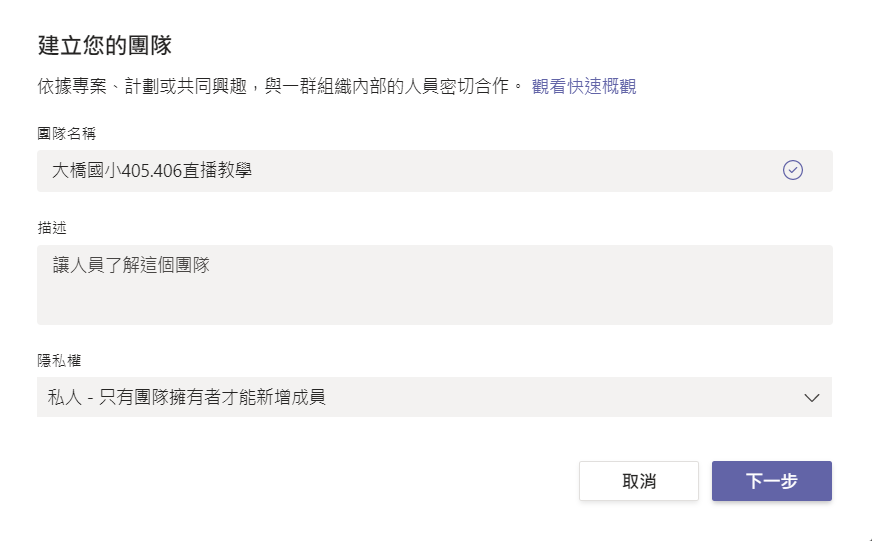 建立您的團隊
依據專案、計劃或共同興趣，與一群組織內部的人員密切合作。 觀看快速概觀
團隊名稱
大橋國小405.406直播教學
描述
讓人員了解這個團隊
隱私權
私人 - 只有團隊擁有者才能新增成員
取消 下一步